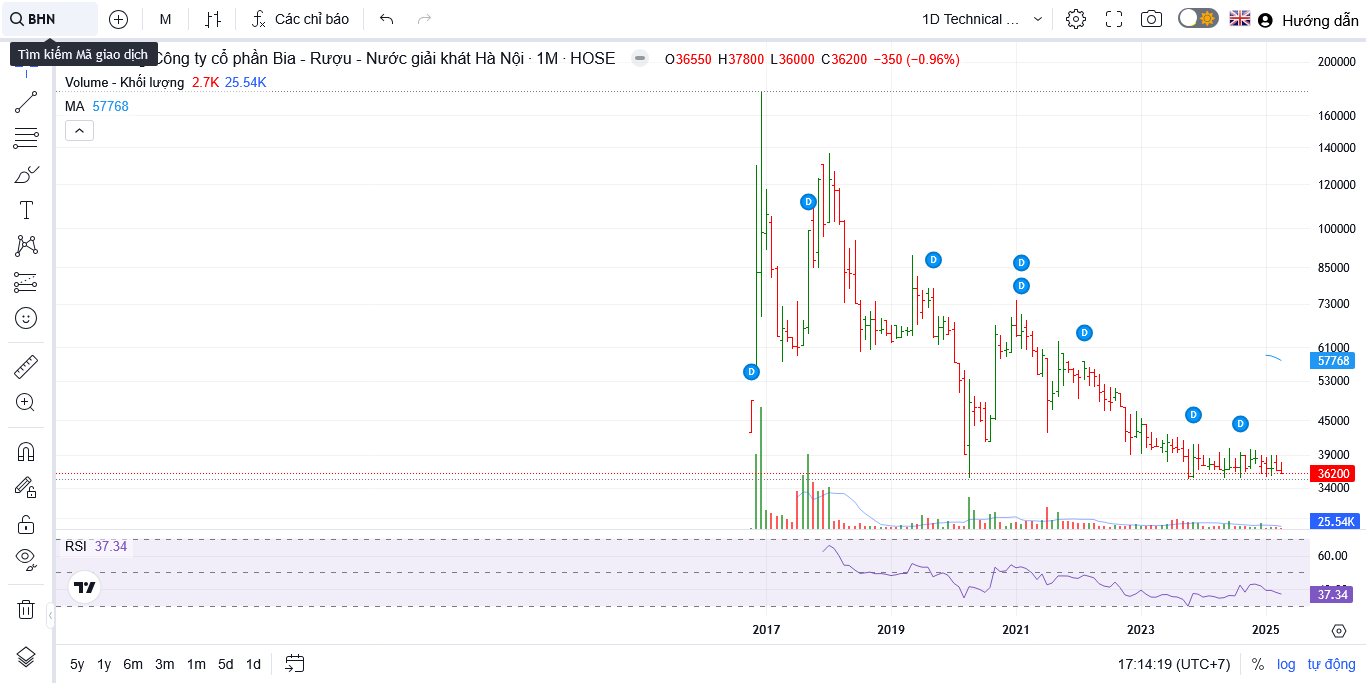 BHN
M
Các chỉ báo
1D Technical ...
Hướng dẫn
Tìm kiếm Mã giao dịch
g Công ty cổ phần Bia - Rượu - Nước giải khát Hà Nội · 1M · HOSE
O36550 H37800 L36000 C36200 −350 (−0.96%)
Volume - Khối lượng 2.7K 25.54K
MA 57768
200000
160000
140000
120000
100000
85000
73000
61000
57768
53000
45000
39000
36200
34000
25.54K
D
D
D
D
D
D
D
D
RSI 37.34
60.00
37.34
2017
2019
2021
2023
2025
5y 1y 6m 3m 1m 5d 1d
17:14:19 (UTC+7)
% log tự động